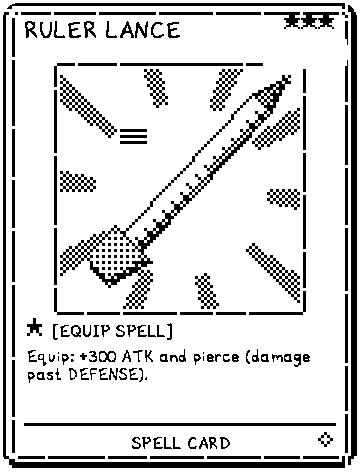 RULER LANCE
[EQUIP SPELL]
Equip: +300 ATK and pierce (damage
past DEFENSE).
SPELL CARD